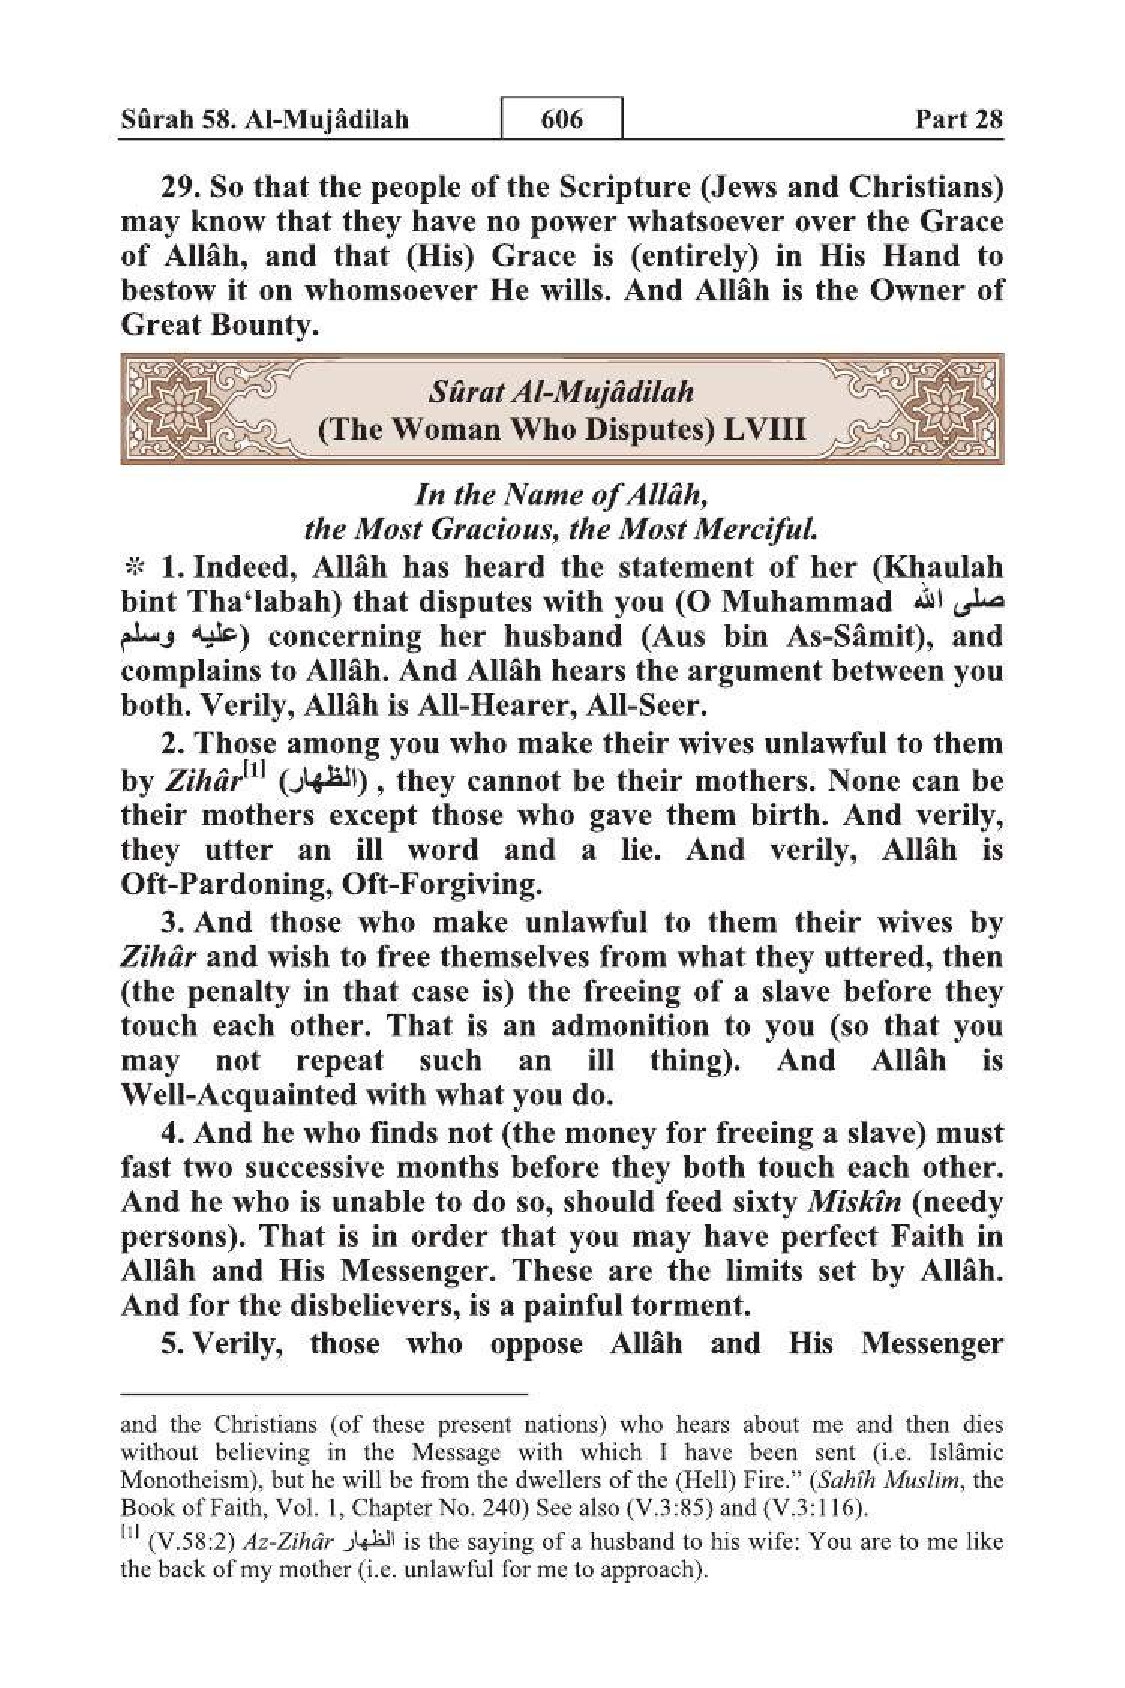 Sûrah 58. Al-Mujâdilah 606 Part 28
29. So that the people of the Scripture (Jews and Christians)
may know that they have no power whatsoever over the Grace
of Allâh, and that (His) Grace is (entirely) in His Hand to
bestow it on whomsoever He wills. And Allâh is the Owner of
Great Bounty.
Sûrat Al-Mujâdilah
(The Woman Who Disputes) LVIII
In the Name of Allâh,
the Most Gracious, the Most Merciful.
❊ 1. Indeed, Allâh has heard the statement of her (Khaulah
bint Tha‘labah) that disputes with you (O Muhammad صلى الله
عليه وسلم) concerning her husband (Aus bin As-Sâmit), and
complains to Allâh. And Allâh hears the argument between you
both. Verily, Allâh is All-Hearer, All-Seer.
2. Those among you who make their wives unlawful to them
by Zihâr[1] (الظهار) , they cannot be their mothers. None can be
their mothers except those who gave them birth. And verily,
they utter an ill word and a lie. And verily, Allâh is
Oft-Pardoning, Oft-Forgiving.
3. And those who make unlawful to them their wives by
Zihâr and wish to free themselves from what they uttered, then
(the penalty in that case is) the freeing of a slave before they
touch each other. That is an admonition to you (so that you
may not repeat such an ill thing). And Allâh is
Well-Acquainted with what you do.
4. And he who finds not (the money for freeing a slave) must
fast two successive months before they both touch each other.
And he who is unable to do so, should feed sixty Miskîn (needy
persons). That is in order that you may have perfect Faith in
Allâh and His Messenger. These are the limits set by Allâh.
And for the disbelievers, is a painful torment.
5. Verily, those who oppose Allâh and His Messenger
and the Christians (of these present nations) who hears about me and then dies
without believing in the Message with which I have been sent (i.e. Islâmic
Monotheism), but he will be from the dwellers of the (Hell) Fire.” (Sahîh Muslim, the
Book of Faith, Vol. 1, Chapter No. 240) See also (V.3:85) and (V.3:116).
[1] (V.58:2) Az-Zihâr الظهار is the saying of a husband to his wife: You are to me like
the back of my mother (i.e. unlawful for me to approach).